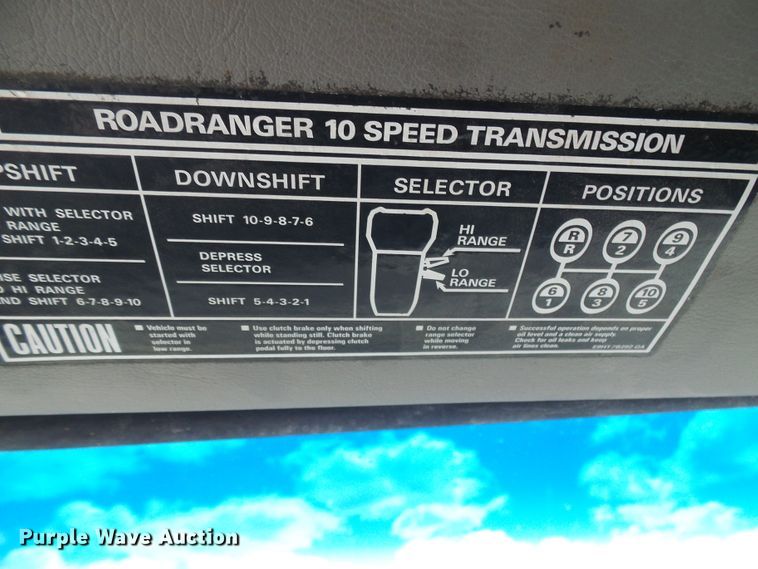 ROADRANGER 10 SPEED TRANSMISSION
PSHIFT
WITH SELECTOR
RANGE
SHIFT 1-2-3-4-5
SELECTOR
HI RANGE
SHIFT 6-7-8-9-10
DOWNSHIFT
SHIFT 10-9-8-7-6
DEPRESS
SELECTOR
SHIFT 5-4-3-2-1
SELECTOR
HI
RANGE
LO
RANGE
POSITIONS
R 7 9
R 2 4
6 8 10
1 3 5
CAUTION
Vehicle must be
started with
selector in
low range.
Use clutch brake only when shifting
while standing still. Clutch brake
is actuated by depressing clutch
pedal fully to the floor.
Do not change
range selector
while moving
in reverse.
Successful operation depends on proper
oil level and a clean air supply.
Check for oil leaks and keep
air lines clean.
Purple Wave Auction